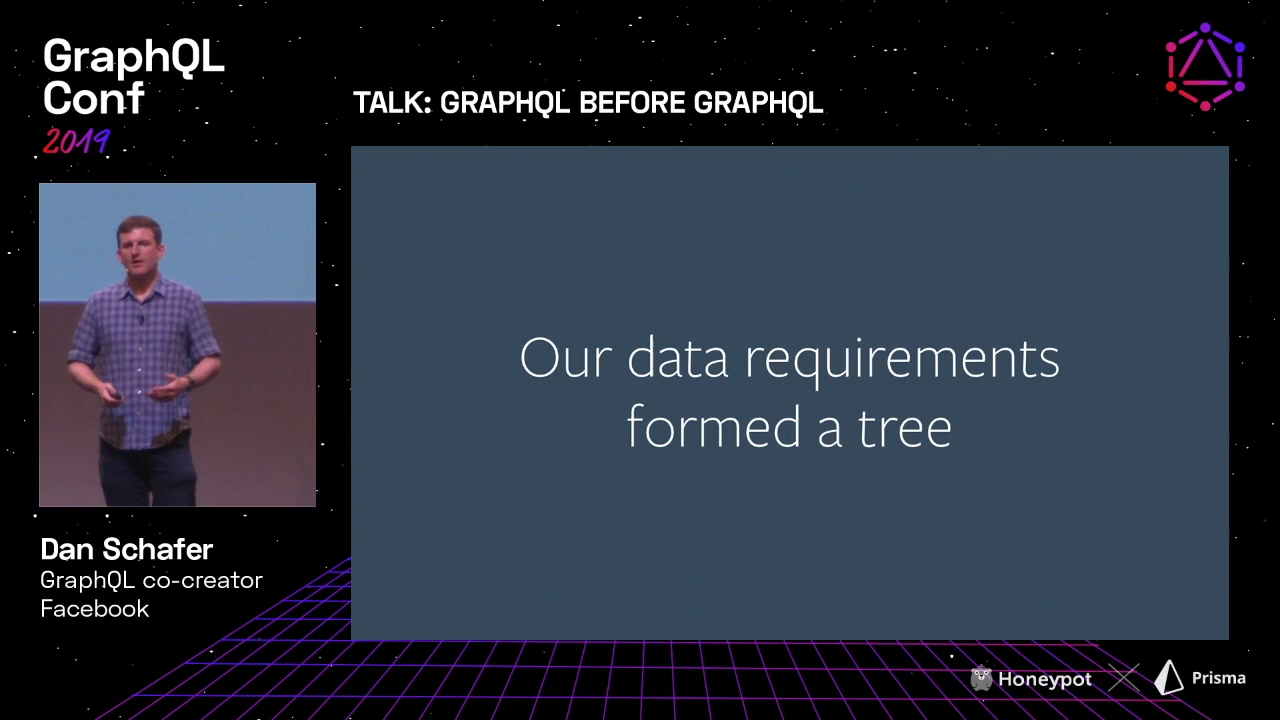 GraphQL
Conf
2019
TALK: GRAPHQL BEFORE GRAPHQL
Our data requirements
formed a tree
Dan Schafer
GraphQL co-creator
Facebook
Honeypot
Prisma